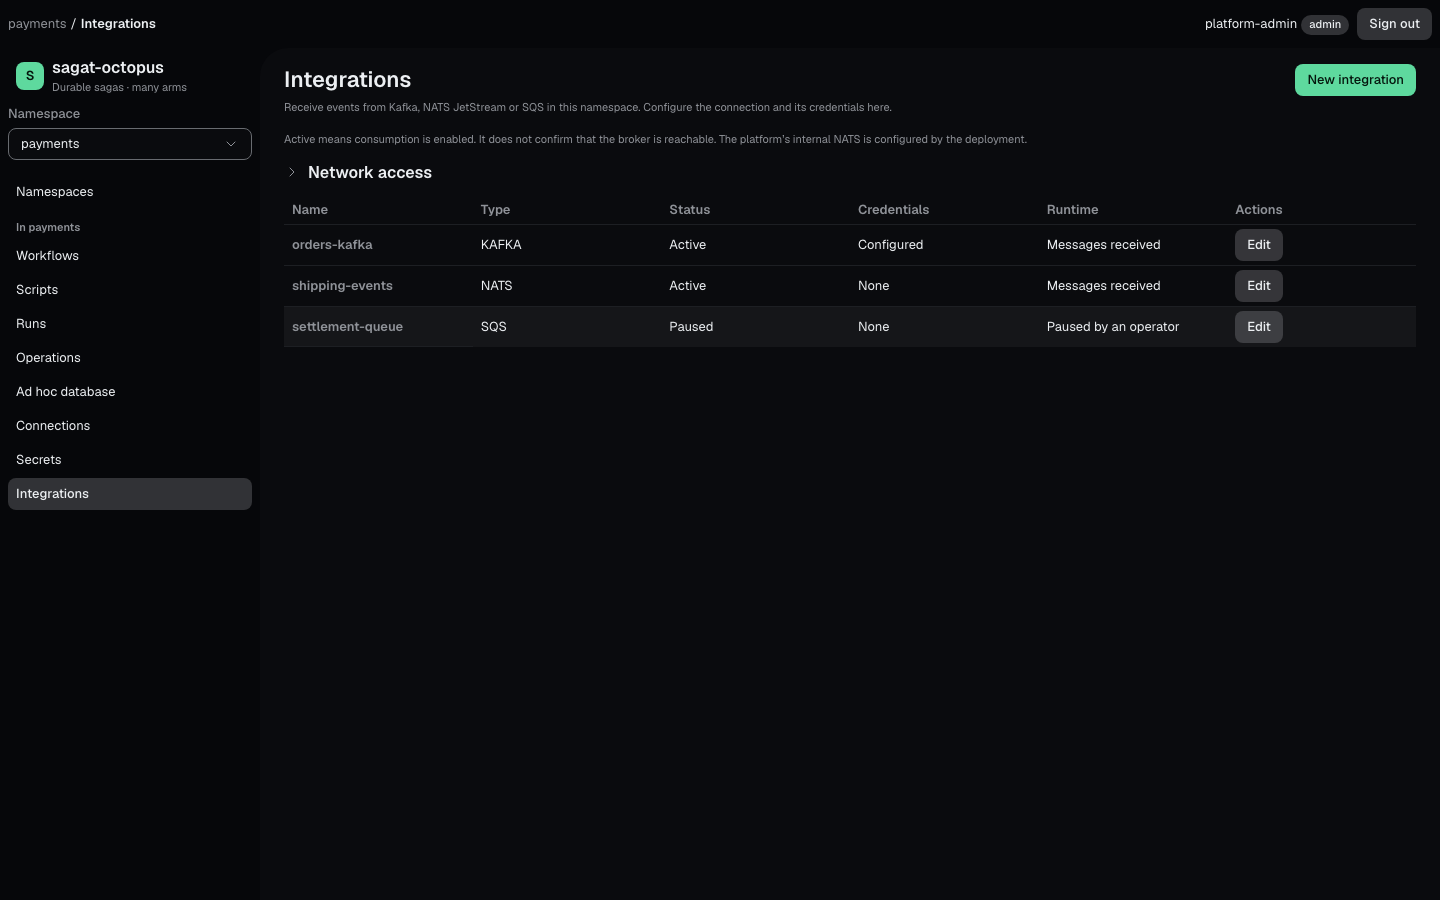 payments / Integrations
platform-admin admin Sign out
S
sagat-octopus
Durable sagas · many arms
Namespace
payments
Namespaces
In payments
Workflows
Scripts
Runs
Operations
Ad hoc database
Connections
Secrets
Integrations
Integrations
New integration
Receive events from Kafka, NATS JetStream or SQS in this namespace. Configure the connection and its credentials here.
Active means consumption is enabled. It does not confirm that the broker is reachable. The platform's internal NATS is configured by the deployment.
Network access
Name Type Status Credentials Runtime Actions
orders-kafka KAFKA Active Configured Messages received Edit
shipping-events NATS Active None Messages received Edit
settlement-queue SQS Paused None Paused by an operator Edit